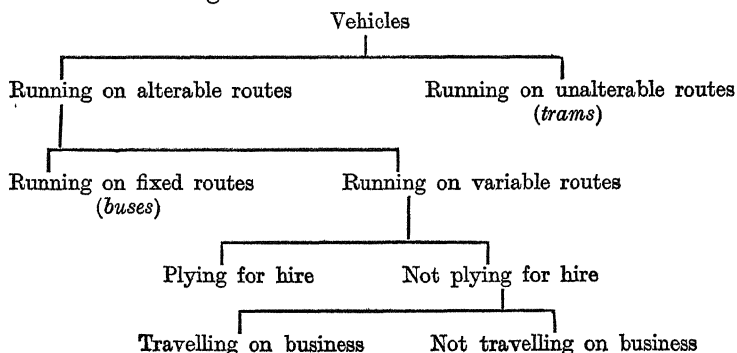 Vehicles
Running on alterable routes Running on unalterable routes
(trams)
Running on fixed routes Running on variable routes
(buses)
Plying for hire Not plying for hire
Travelling on business Not travelling on business